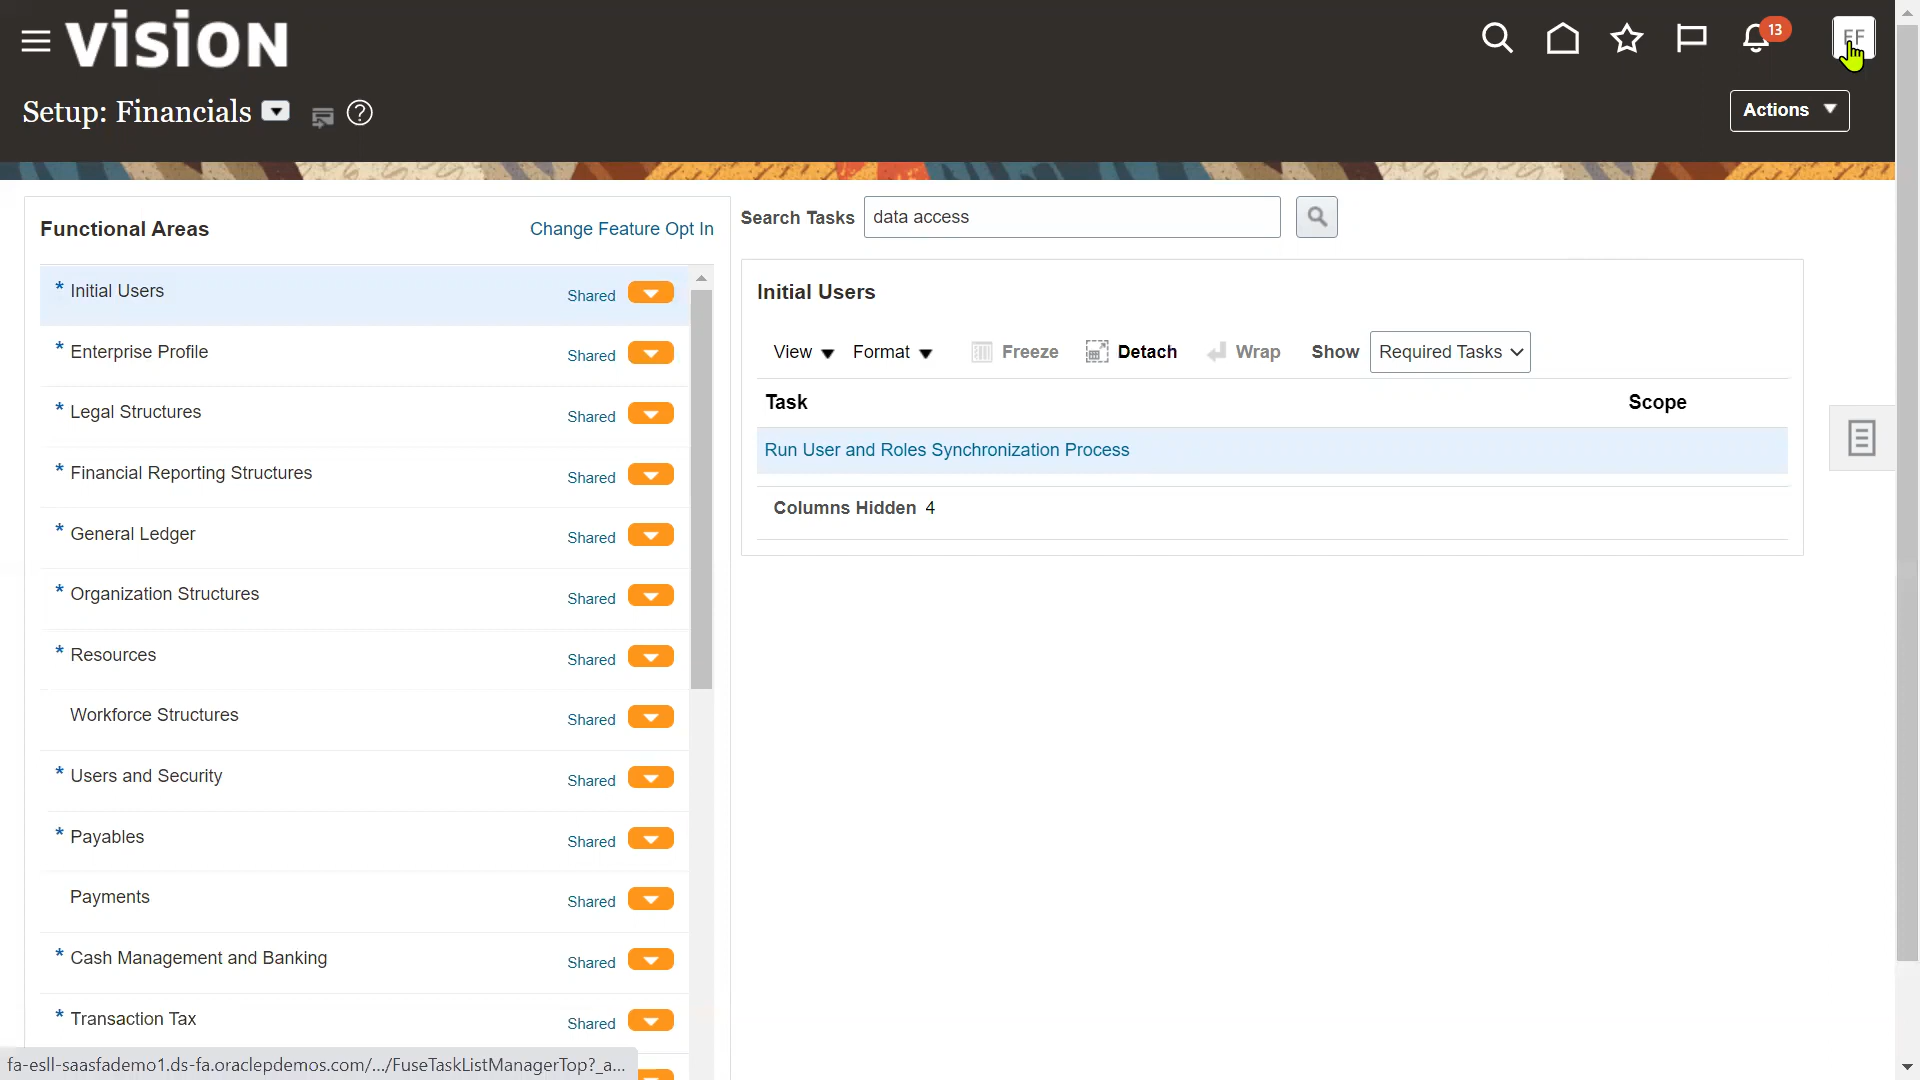 vision
13
EF
Setup: Financials
Actions
Functional Areas
Change Feature Opt In
Search Tasks
data access
* Initial Users
Shared
* Enterprise Profile
Shared
* Legal Structures
Shared
* Financial Reporting Structures
Shared
* General Ledger
Shared
* Organization Structures
Shared
* Resources
Shared
Workforce Structures
Shared
* Users and Security
Shared
* Payables
Shared
Payments
Shared
* Cash Management and Banking
Shared
* Transaction Tax
Shared
Initial Users
View Format Freeze Detach Wrap Show Required Tasks
Task Scope
Run User and Roles Synchronization Process
Columns Hidden 4
fa-esll-saasfademo1.ds-fa.oraclepdemos.com/.../FuseTaskListManagerTop?_a...